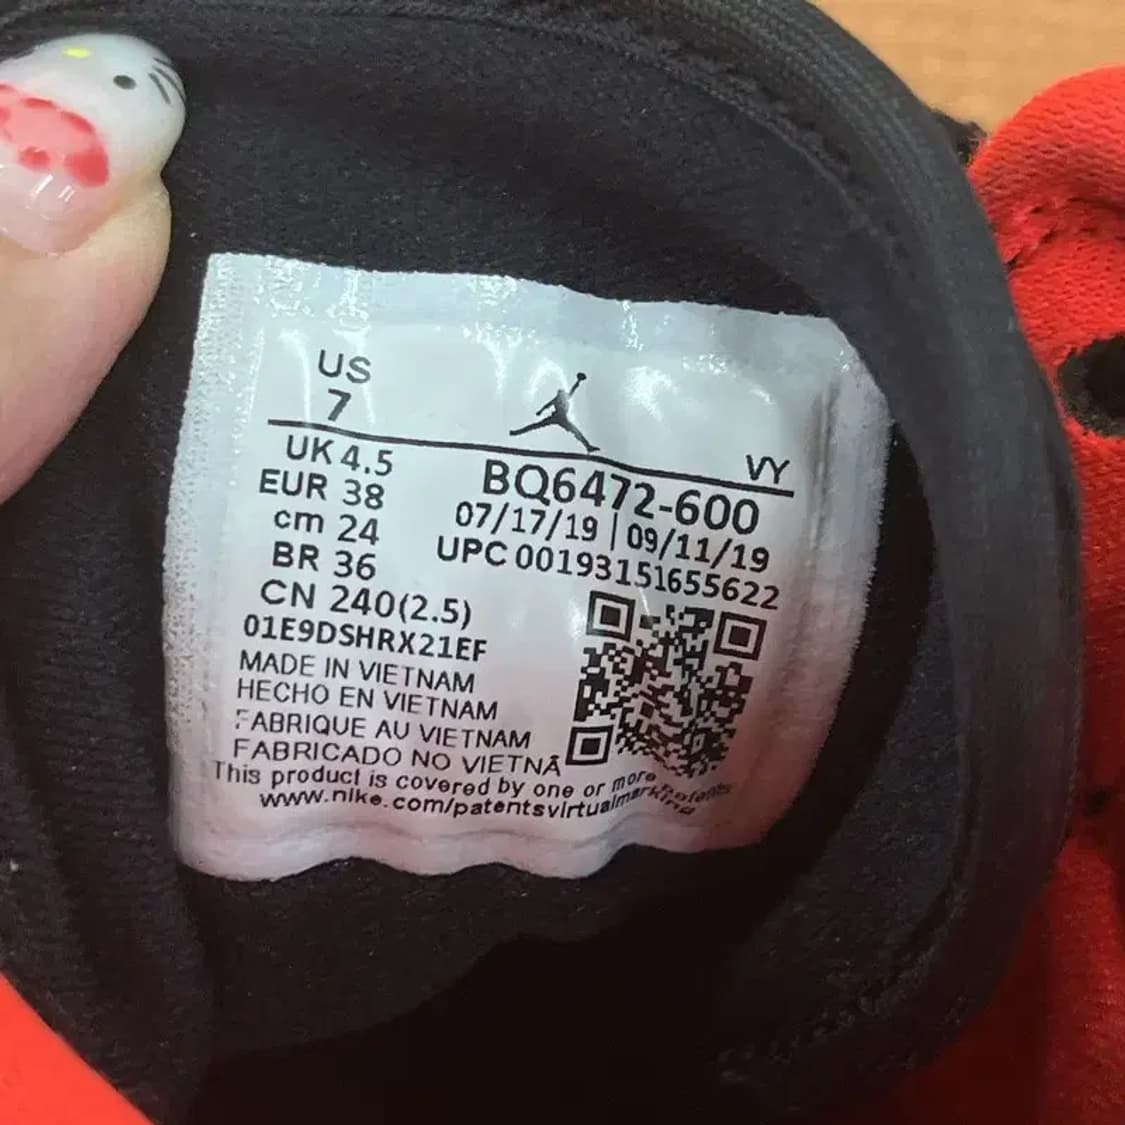 US
7
VY
UK 4.5
EUR 38
cm 24
BR 36
CN 240(2.5)
BQ6472-600
07/17/19 | 09/11/19
UPC 00193151655622
01E9DSHRX21EF
MADE IN VIETNAM
HECHO EN VIETNAM
FABRIQUE AU VIETNAM
FABRICADO NO VIETNÃ
This product is covered by one or more patents
www.nike.com/patentsvirtualmarking